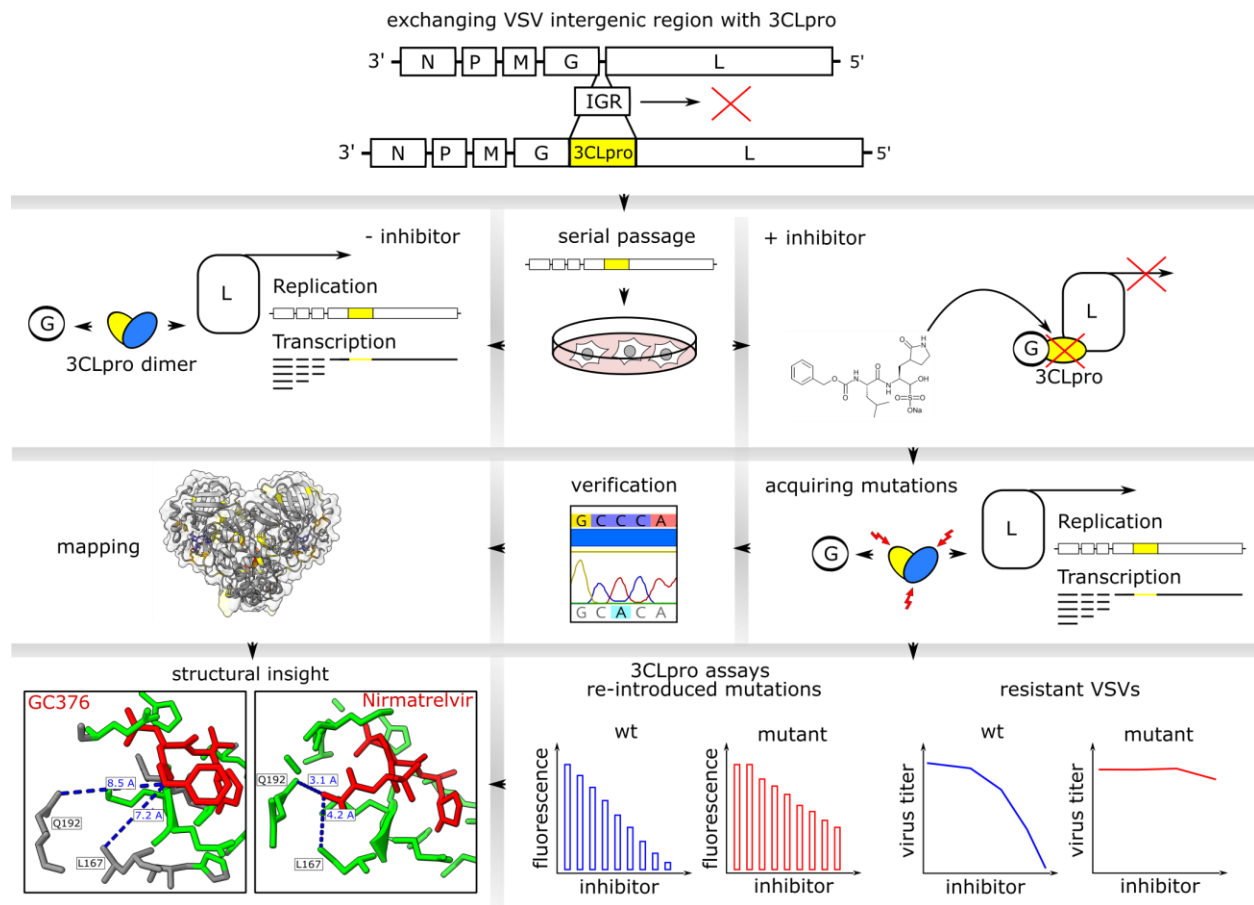 exchanging VSV intergenic region with 3CLpro
3' N P M G L 5'
IGR
3' N P M G 3CLpro L 5'
- inhibitor
L
G
3CLpro dimer
Replication
Transcription
serial passage
+ inhibitor
L
G
3CLpro
O
NH
O
O
N
H
O
H
N
OH
O
S
O
ONa
mapping
verification
G C C C A
G C A C A
acquiring mutations
G
L
Replication
Transcription
structural insight
GC376
8.5 A
7.2 A
Q192
L167
Nirmatrelvir
Q192
3.1 A
4.2 A
L167
3CLpro assays
re-introduced mutations
wt
fluorescence
inhibitor
mutant
fluorescence
inhibitor
resistant VSVs
wt
virus titer
inhibitor
mutant
virus titer
inhibitor